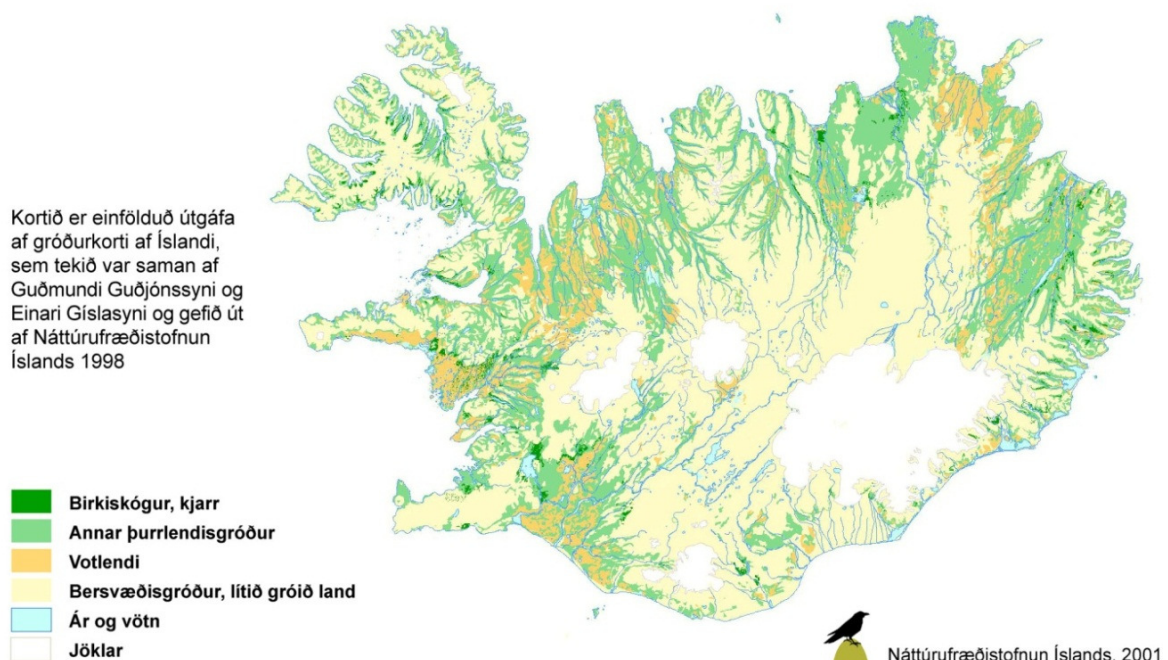 Kortið er einfölduð útgáfa
af gróðurkorti af Íslandi,
sem tekið var saman af
Guðmundi Guðjónssyni og
Einari Gíslasyni og gefið út
af Náttúrufræðistofnun
Íslands 1998
Birkiskógur, kjarr
Annar þurrlendisgróður
Votlendi
Bersvæðisgróður, lítið gróið land
Ár og vötn
Jöklar
Náttúrufræðistofnun Íslands, 2001